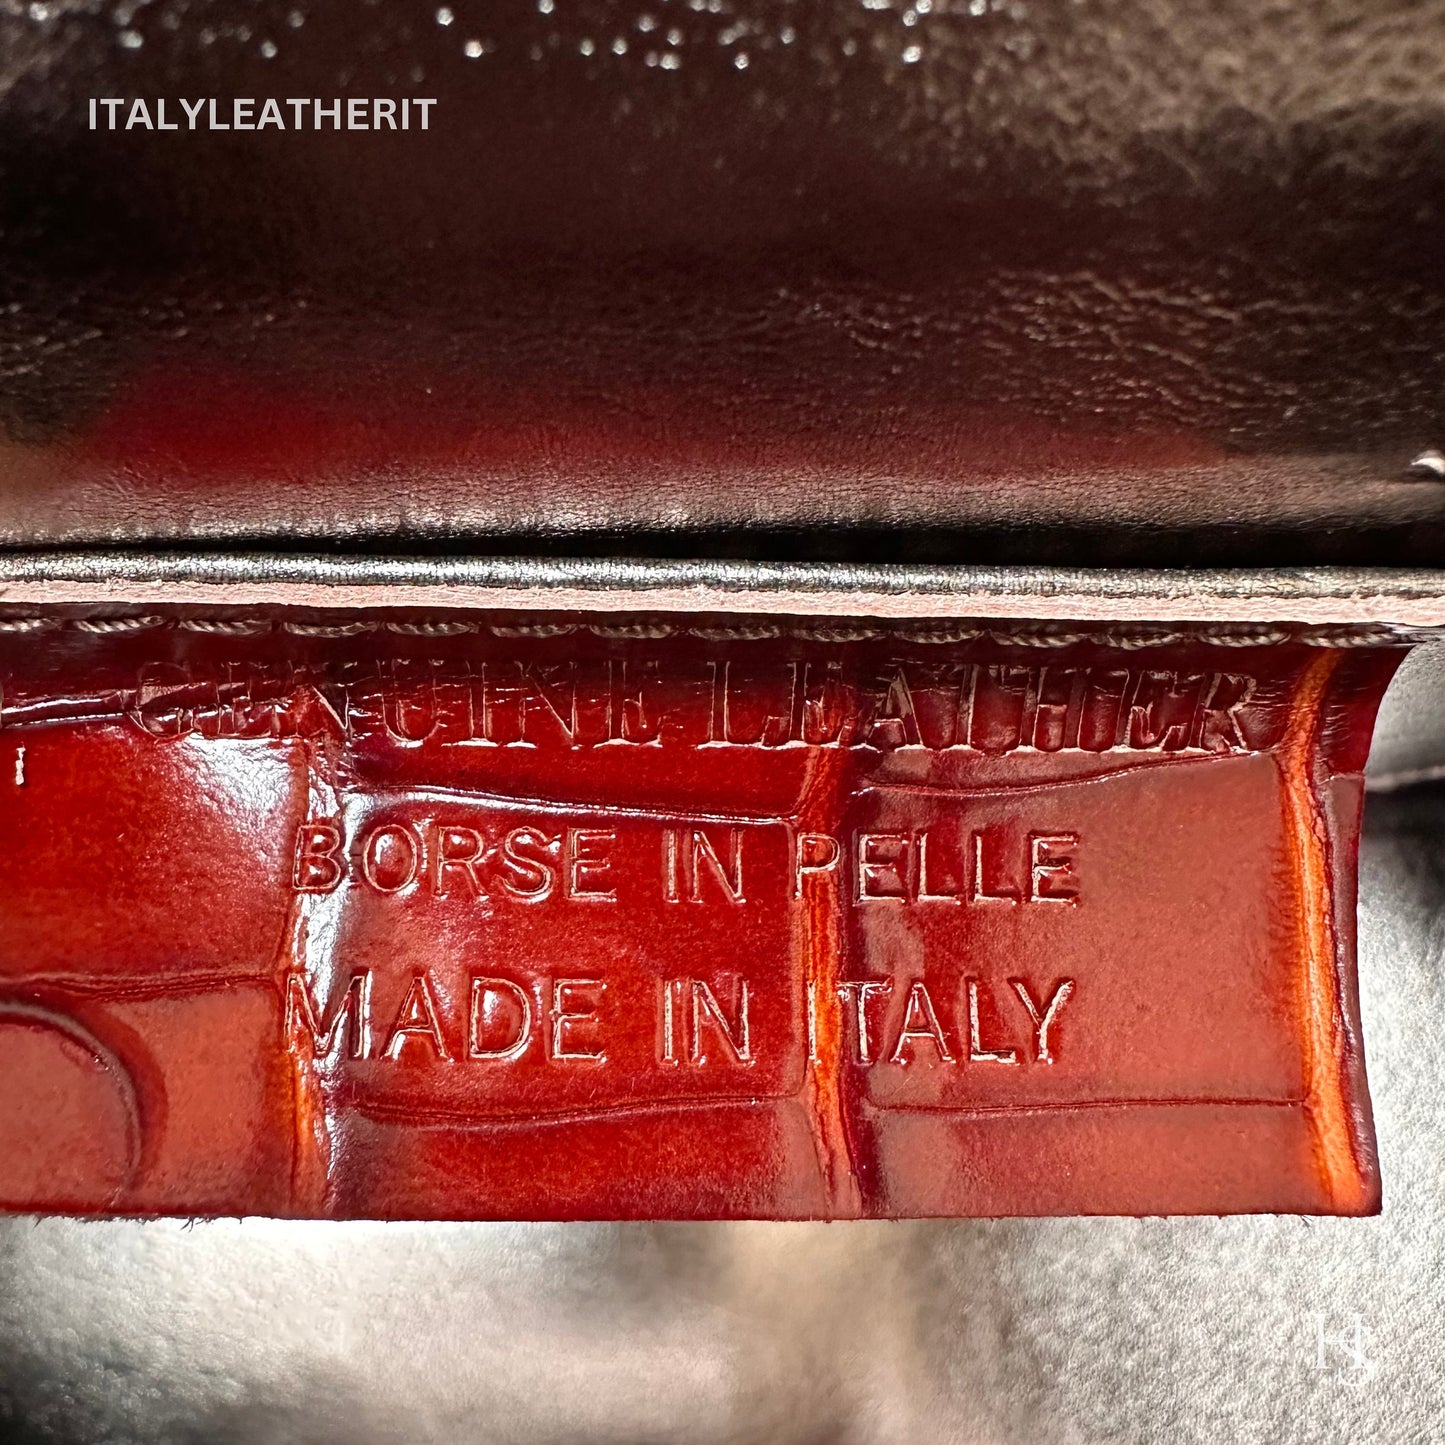 ITALYLEATHERIT
GENUINE LEATHER
BORSE IN PELLE
MADE IN ITALY